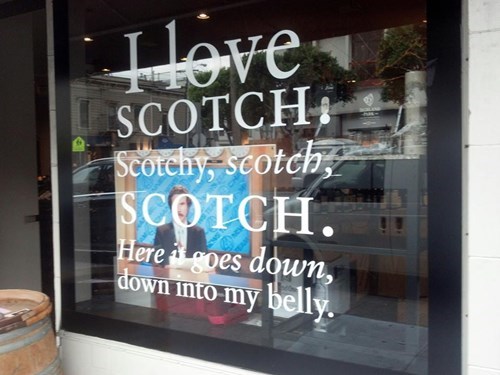 I love
SCOTCH!
Scotchy, scotch,
SCOTCH.
Here it goes down,
down into my belly.